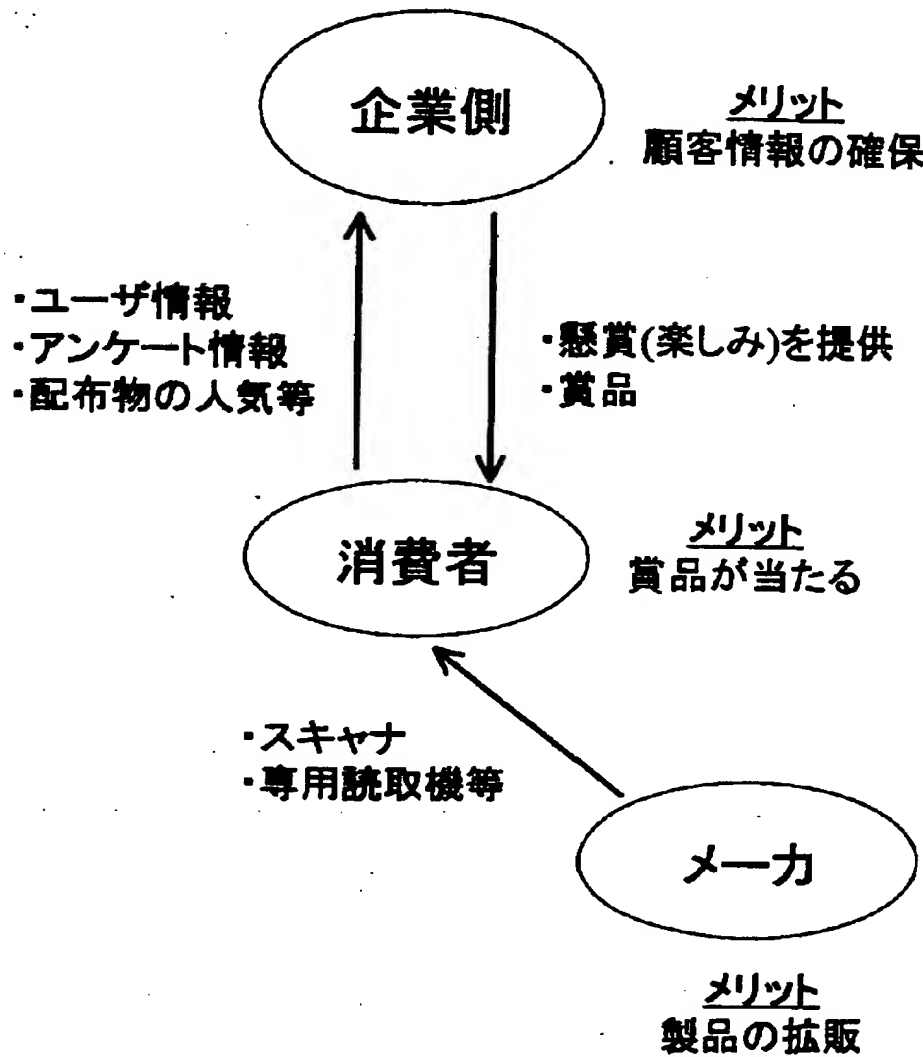 企業側
メリット
顧客情報の確保
・ユーザ情報
・アンケート情報
・配布物の人気等
・懸賞(楽しみ)を提供
・賞品
消費者
メリット
賞品が当たる
・スキャナ
・専用読取機等
メーカ
メリット
製品の拡販